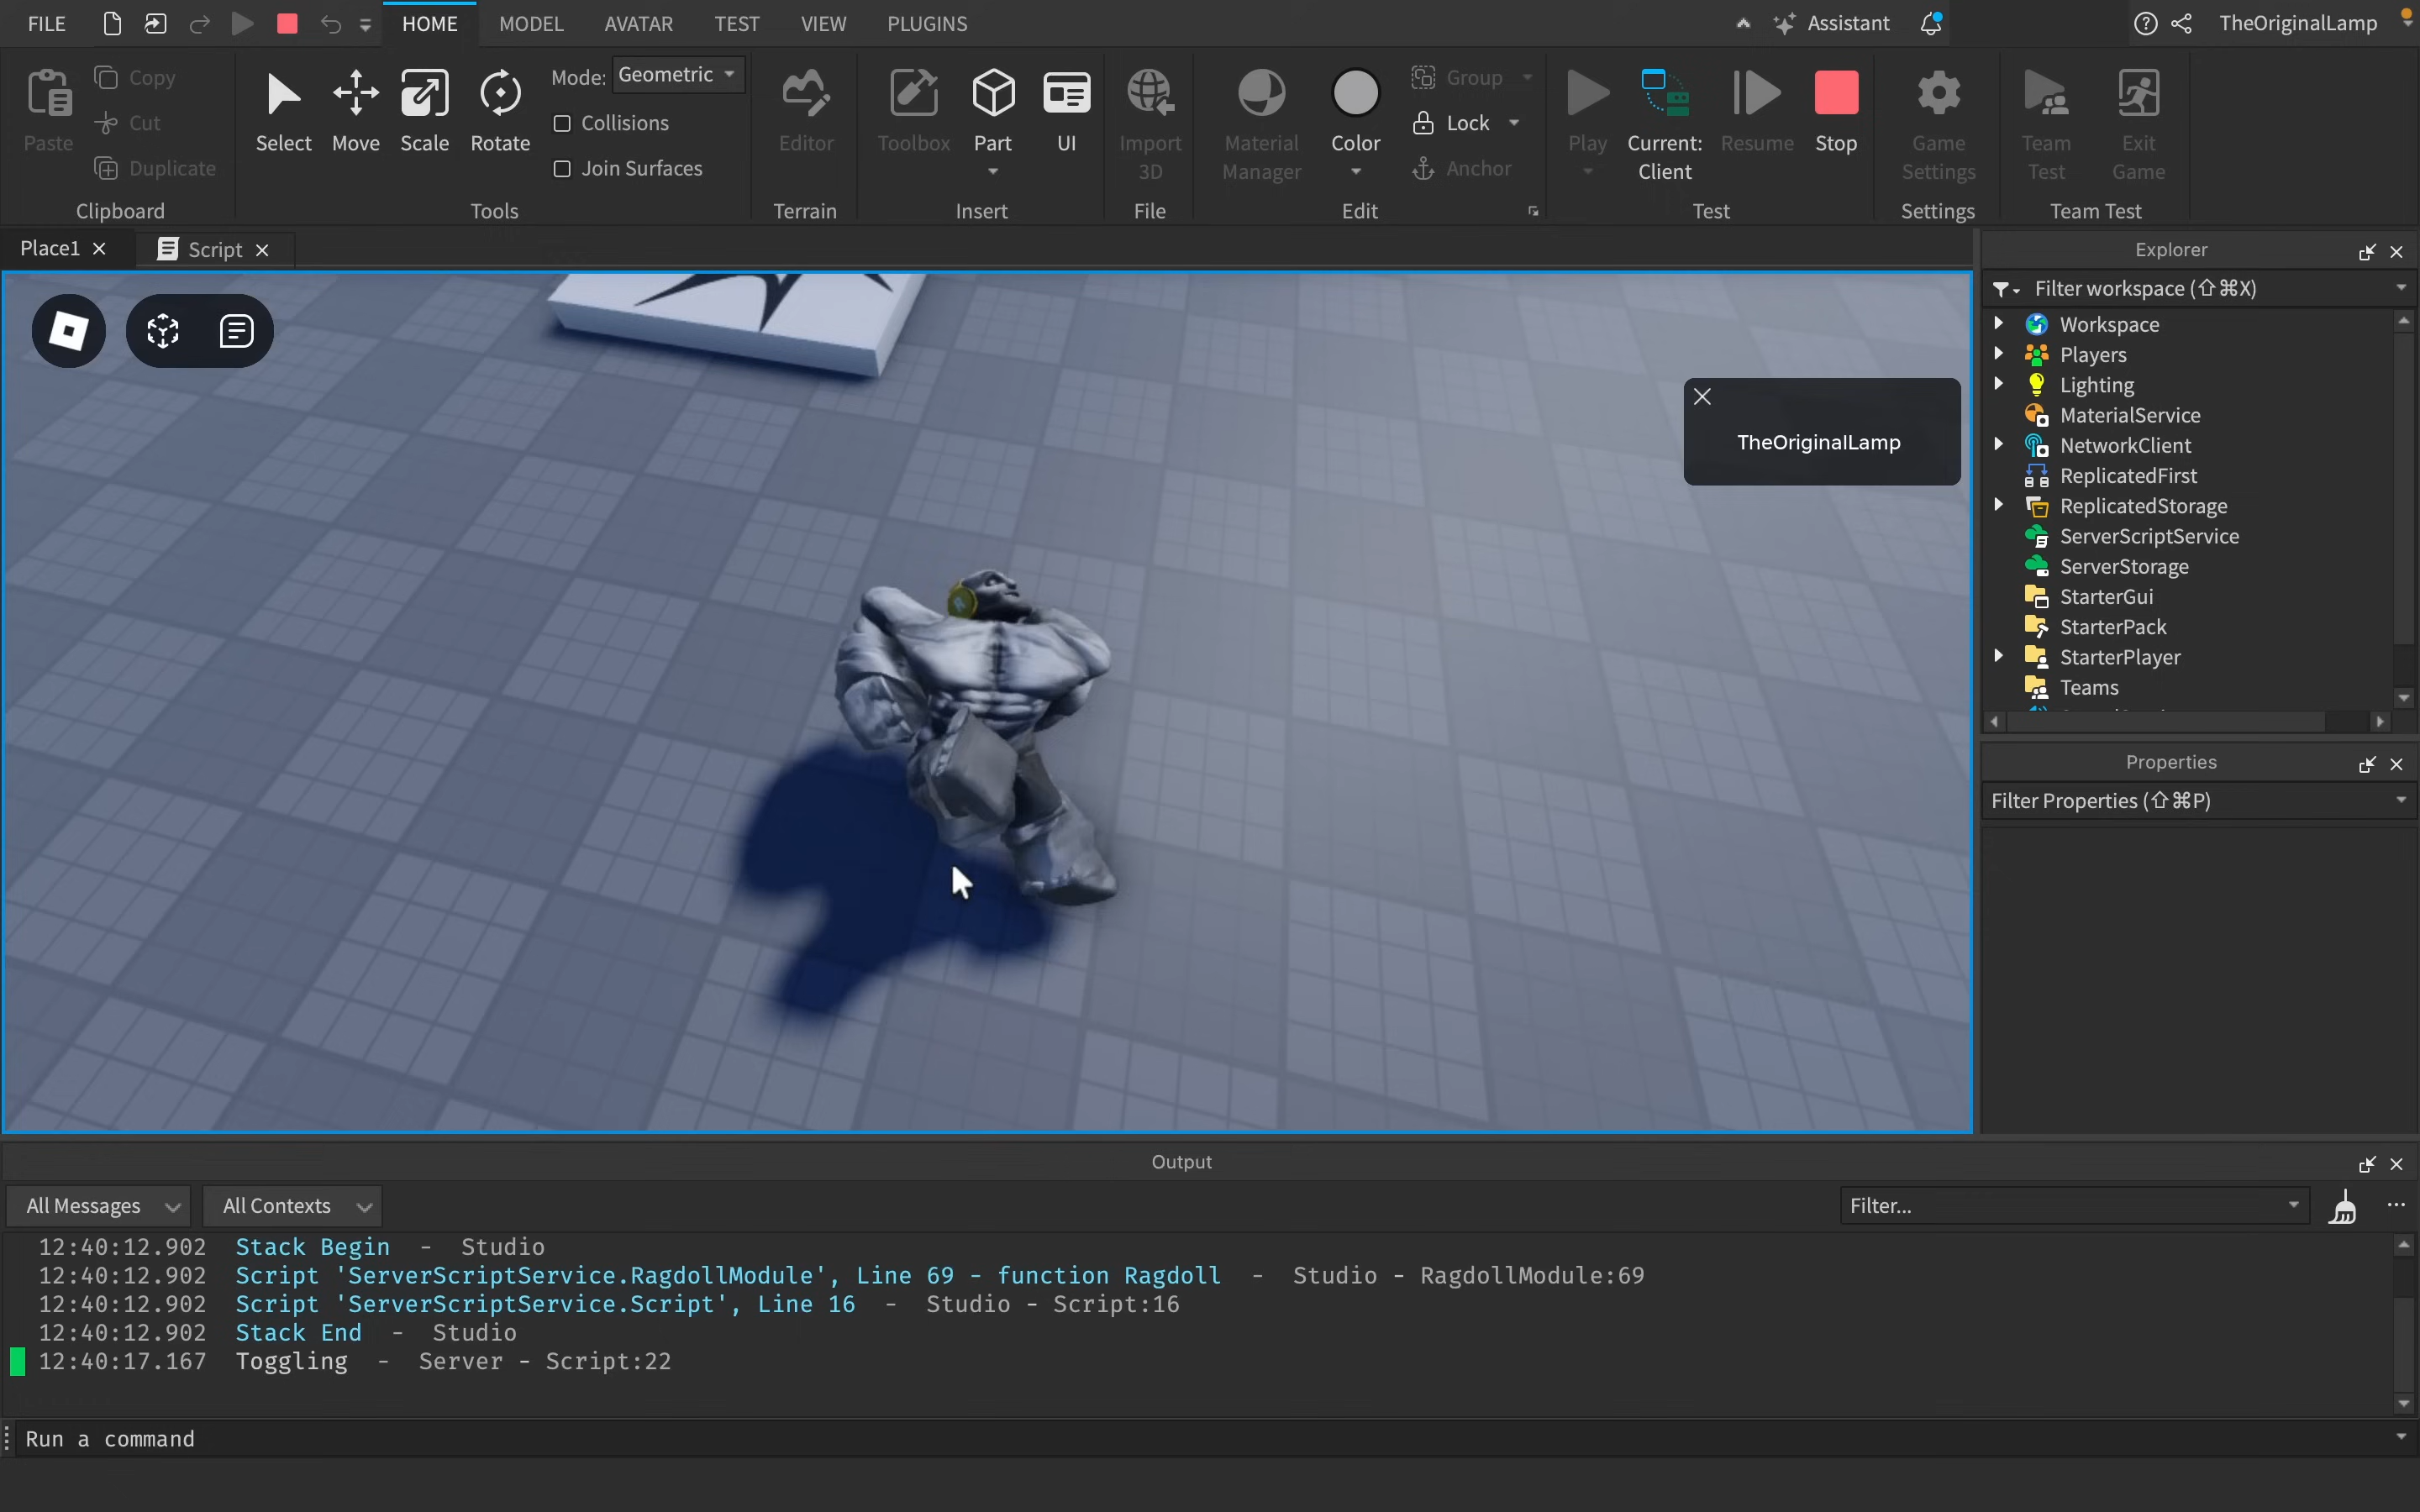 FILE HOME MODEL AVATAR TEST VIEW PLUGINS Assistant TheOriginalLamp
Paste Copy Cut Duplicate
Clipboard
Select Move Scale Rotate
Mode: Geometric
Collisions
Join Surfaces
Tools
Editor
Terrain
Toolbox Part UI
Insert
Import 3D
File
Material Manager Color Group Lock Anchor
Edit
Play Current: Client Resume Stop
Test
Game Settings
Settings
Team Test Exit Game
Team Test
Place1 Script
TheOriginalLamp
Explorer
Filter workspace (⇧⌘X)
Workspace
Players
Lighting
MaterialService
NetworkClient
ReplicatedFirst
ReplicatedStorage
ServerScriptService
ServerStorage
StarterGui
StarterPack
StarterPlayer
Teams
Properties
Filter Properties (⇧⌘P)
Output
All Messages All Contexts Filter...
12:40:12.902 Stack Begin - Studio
12:40:12.902 Script 'ServerScriptService.RagdollModule', Line 69 - function Ragdoll - Studio - RagdollModule:69
12:40:12.902 Script 'ServerScriptService.Script', Line 16 - Studio - Script:16
12:40:12.902 Stack End - Studio
12:40:17.167 Toggling - Server - Script:22
Run a command